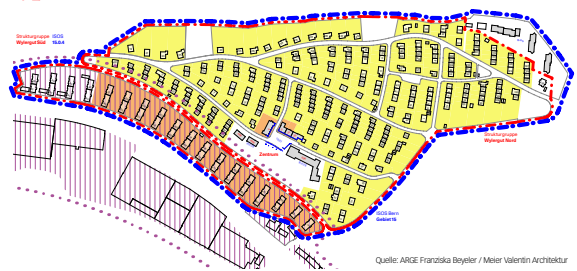 Strukturgruppe ISOS
Wylergut Süd 15.0.4
Zentrum
Strukturgruppe
Wylergut Nord
ISOS Bern
Gebiet 15
Quelle: ARGE Franziska Beyeler / Meier Valentin Architektur